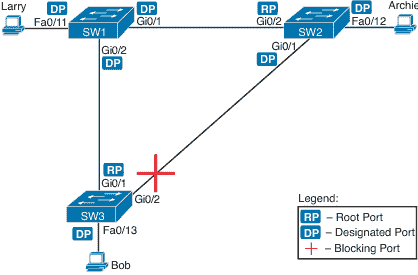 Larry
DP
DP
RP
DP
Archie
Fa0/11
SW1
Gi0/1
Gi0/2
SW2
Fa0/12
Gi0/2
Gi0/1
DP
DP
RP
Gi0/1
SW3
Gi0/2
DP
Fa0/13
Bob
Legend:
RP – Root Port
DP – Designated Port
– Blocking Port